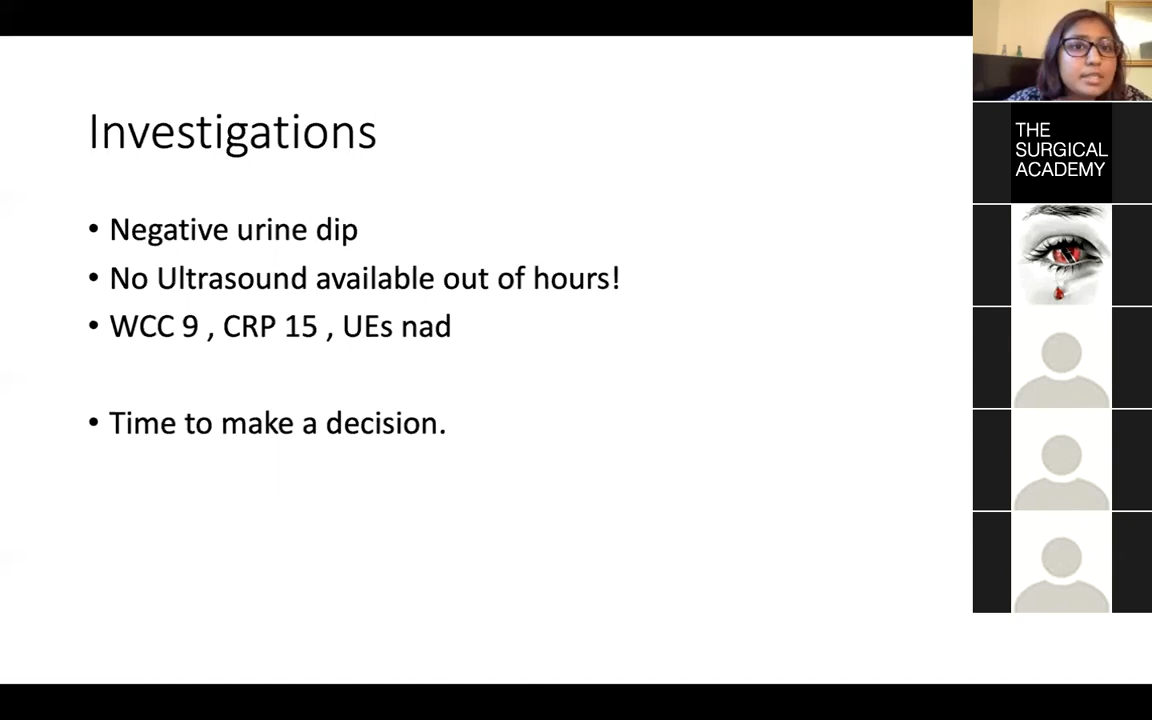 Investigations
• Negative urine dip
• No Ultrasound available out of hours!
• WCC 9 , CRP 15 , UEs nad
• Time to make a decision.
THE
SURGICAL
ACADEMY